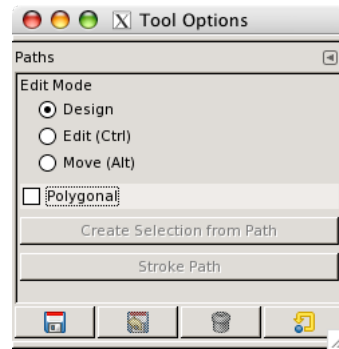 Tool Options
Paths
Edit Mode
Design
Edit (Ctrl)
Move (Alt)
Polygonal
Create Selection from Path
Stroke Path